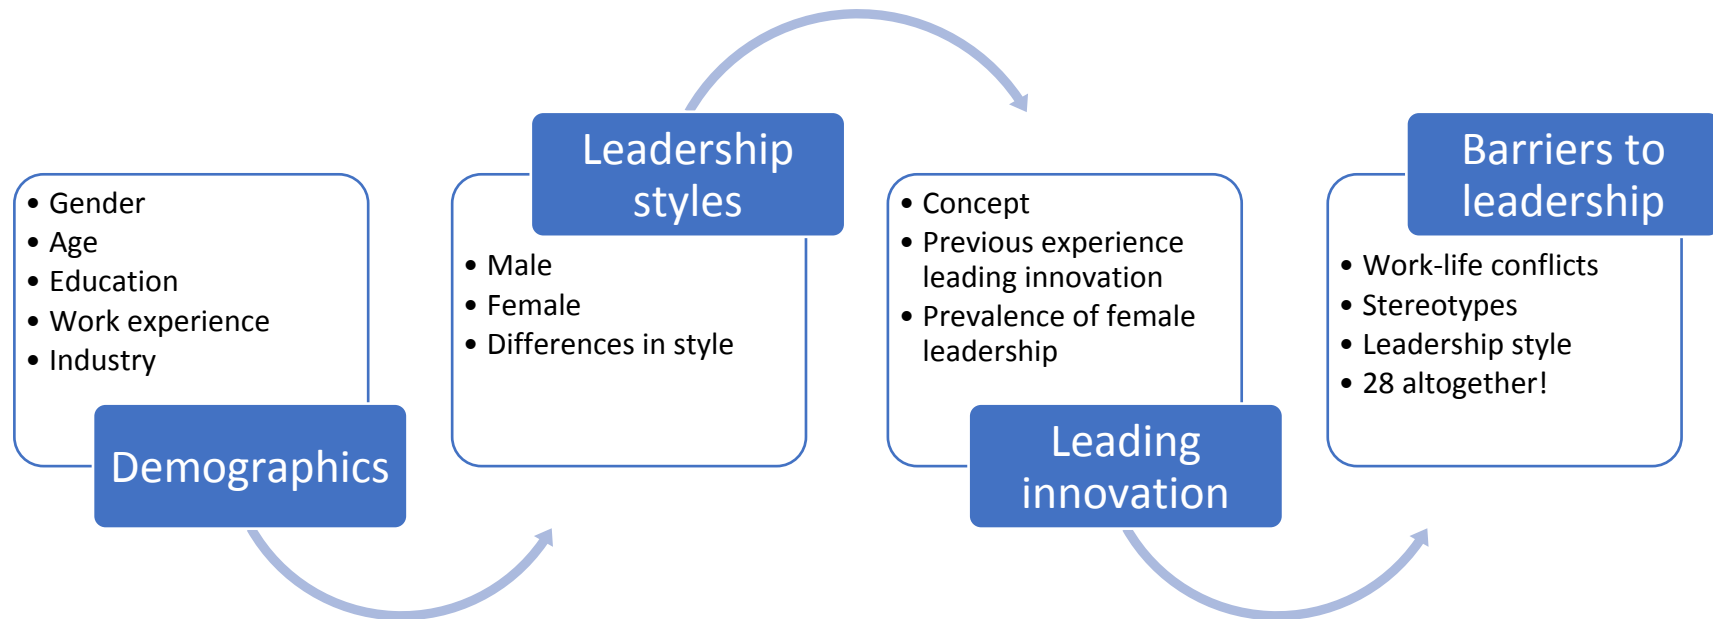 • Gender
• Age
• Education
• Work experience
• Industry
Demographics
Leadership
styles
• Male
• Female
• Differences in style
• Concept
• Previous experience
leading innovation
• Prevalence of female
leadership
Leading
innovation
Barriers to
leadership
• Work-life conflicts
• Stereotypes
• Leadership style
• 28 altogether!